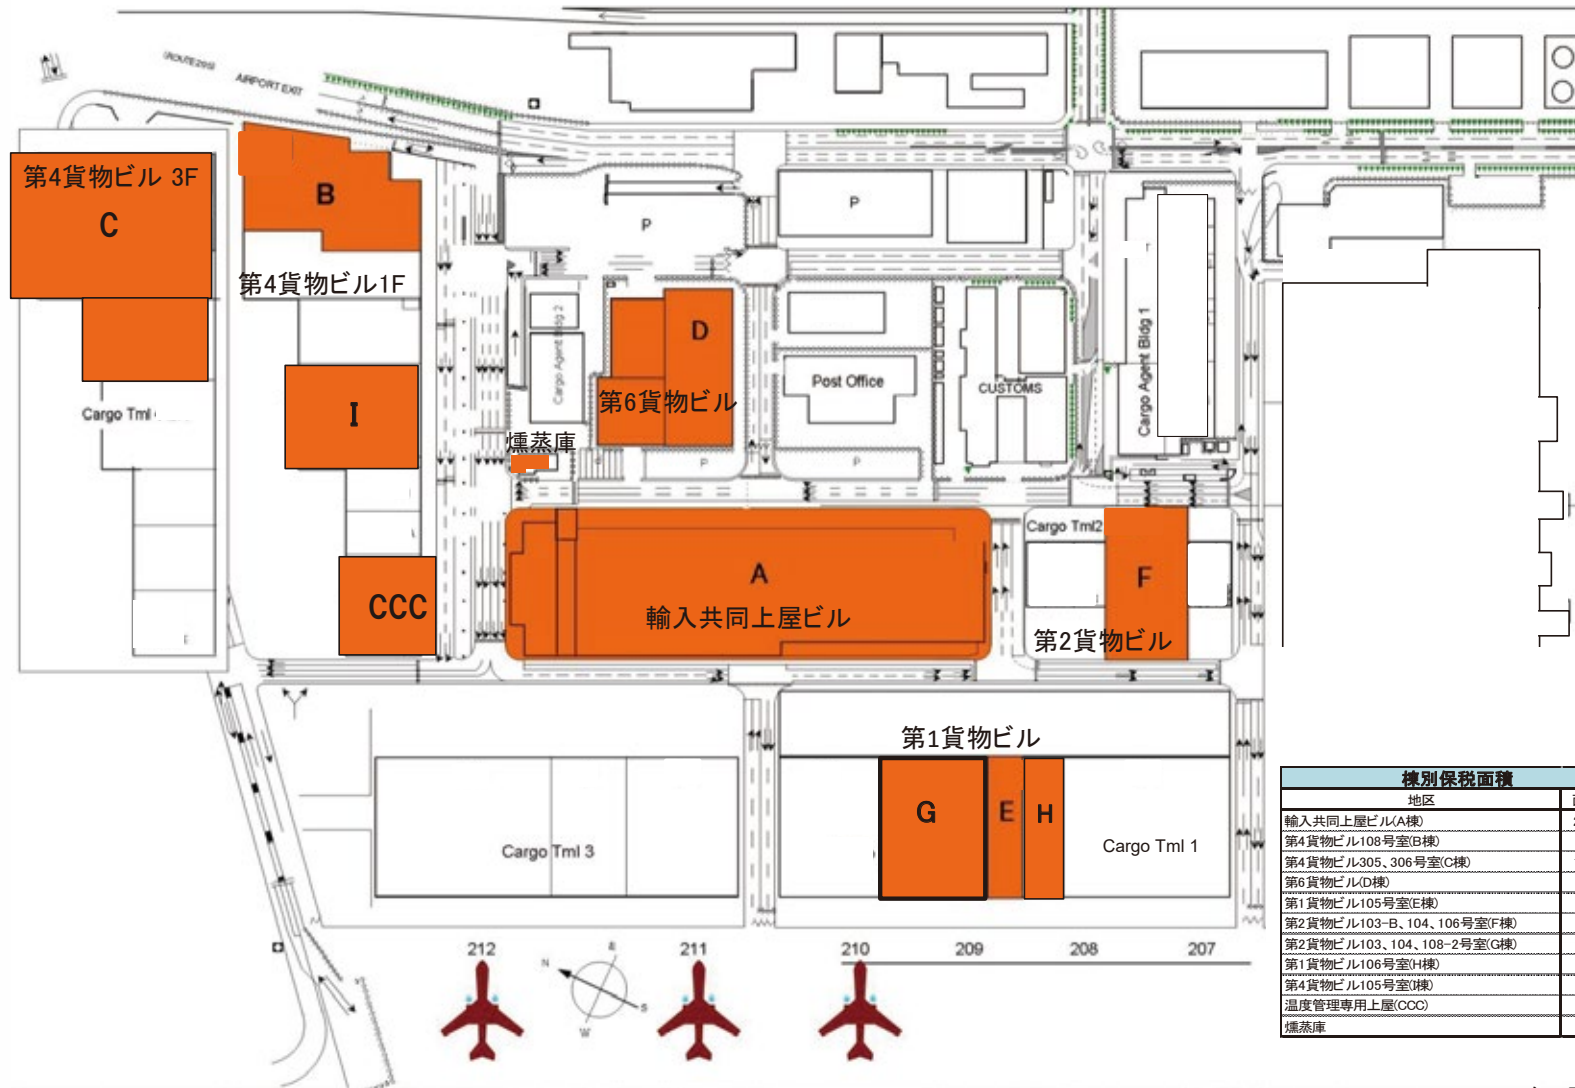 (ROUTE295)
AIRPORT EXIT
第4貨物ビル 3F
C
B
第4貨物ビル1F
P
P
D
第6貨物ビル
Cargo Agent Bldg 2
Post Office
CUSTOMS
Cargo Agent Bldg 1
I
Cargo Tml
燻蒸庫
P
P
CCC
A
輸入共同上屋ビル
Cargo Tml2
F
第2貨物ビル
第1貨物ビル
G
E
H
Cargo Tml 3
Cargo Tml 1
212
211
210
209
208
207
N
S
W
棟別保税面積
地区
輸入共同上屋ビル(A棟)
第4貨物ビル108号室(B棟)
第4貨物ビル305、306号室(C棟)
第6貨物ビル(D棟)
第1貨物ビル105号室(E棟)
第2貨物ビル103-B、104、106号室(F棟)
第2貨物ビル103、104、108-2号室(G棟)
第1貨物ビル106号室(H棟)
第4貨物ビル105号室(I棟)
温度管理専用上屋(CCC)
燻蒸庫